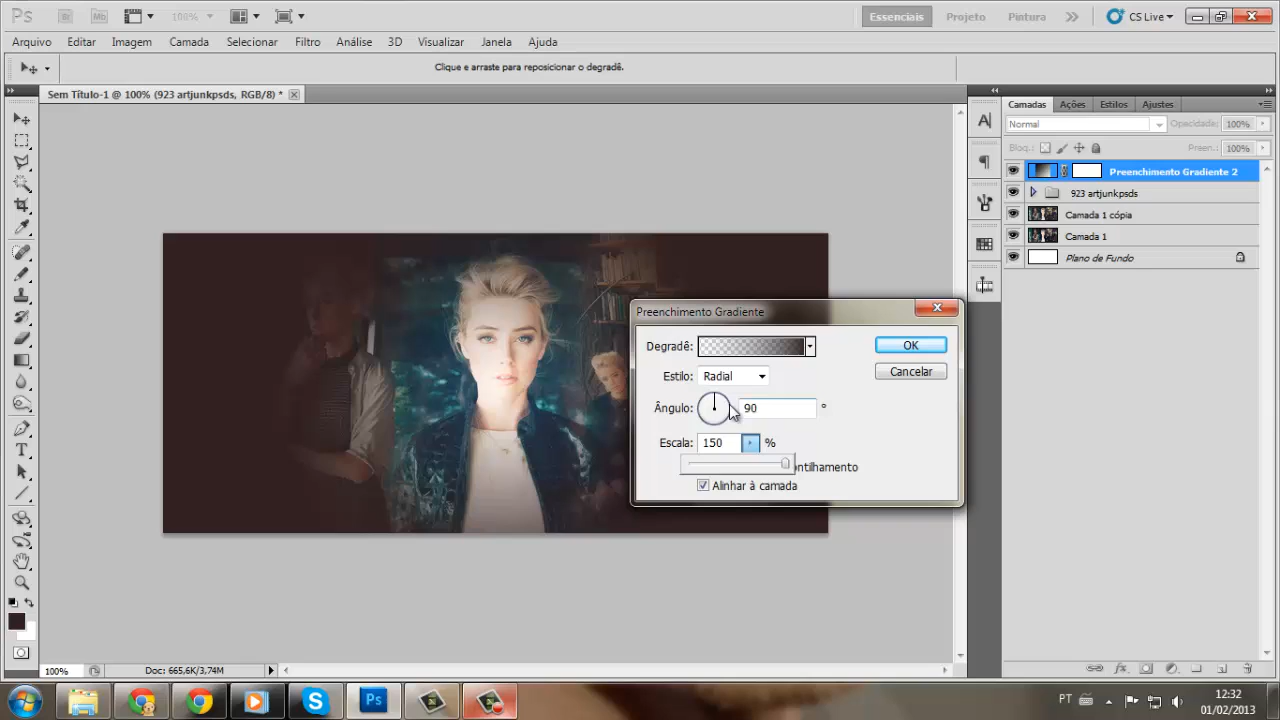 Ps Br Mb 100% Essenciais Projeto Pintura CS Live
Arquivo Editar Imagem Camada Selecionar Filtro Análise 3D Visualizar Janela Ajuda
Clique e arraste para reposicionar o degradê.
Sem Título-1 @ 100% (923 artjunkpsds, RGB/8) *
Camadas Ações Estilos Ajustes
Normal Opacidade: 100%
Bloq.: Preen.: 100%
Preenchimento Gradiente 2
923 artjunkpsds
Camada 1 cópia
Camada 1
Plano de Fundo
Preenchimento Gradiente
Degradê: OK
Estilo: Radial Cancelar
Ângulo: 90 °
Escala: 150 %
ntilhamento
Alinhar à camada
100% Doc: 665,6K/3,74M
PT 12:32
01/02/2013